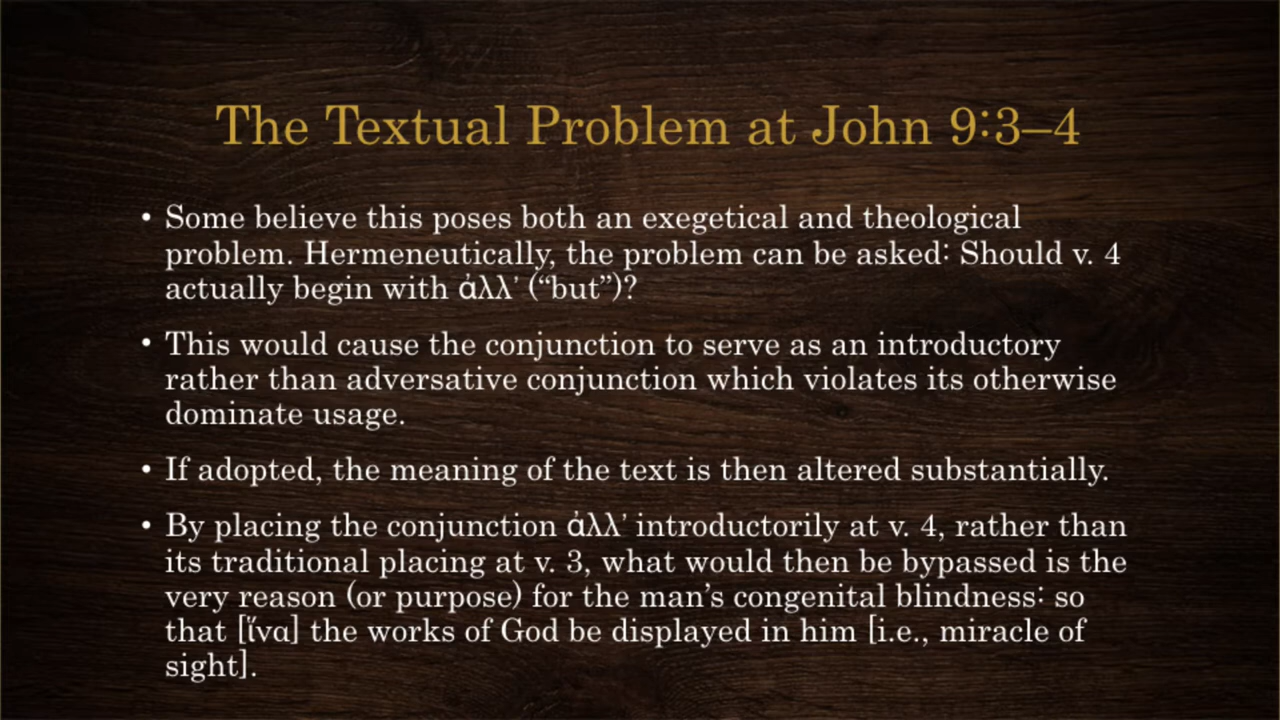 The Textual Problem at John 9:3–4
• Some believe this poses both an exegetical and theological
problem. Hermeneutically, the problem can be asked: Should v. 4
actually begin with ἀλλ’ (“but”)?
• This would cause the conjunction to serve as an introductory
rather than adversative conjunction which violates its otherwise
dominate usage.
• If adopted, the meaning of the text is then altered substantially.
• By placing the conjunction ἀλλ’ introductorily at v. 4, rather than
its traditional placing at v. 3, what would then be bypassed is the
very reason (or purpose) for the man’s congenital blindness: so
that [ἵνα] the works of God be displayed in him [i.e., miracle of
sight].